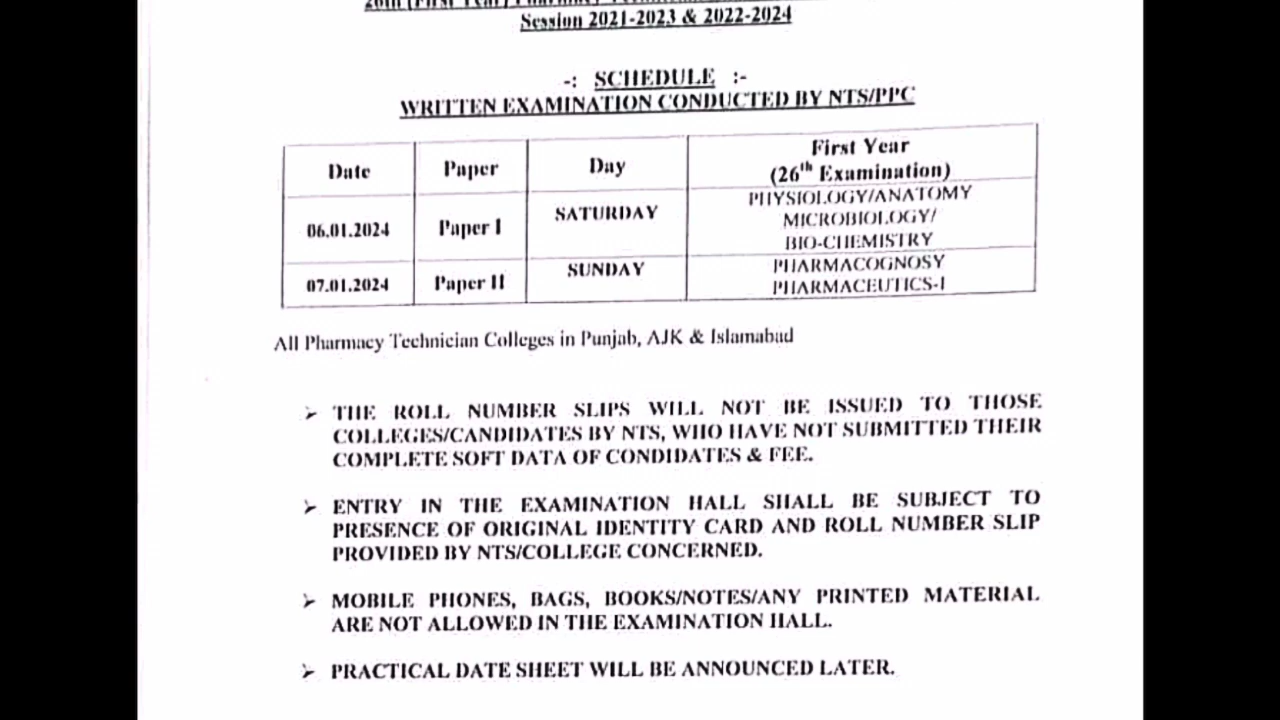 Session 2021-2023 & 2022-2024
-: SCHEDULE :-
WRITTEN EXAMINATION CONDUCTED BY NTS/PPC
Date Paper Day First Year
(26th Examination)
06.01.2024 Paper I SATURDAY PHYSIOLOGY/ANATOMY
MICROBIOLOGY/
BIO-CHEMISTRY
07.01.2024 Paper II SUNDAY PHARMACOGNOSY
PHARMACEUTICS-I
All Pharmacy Technician Colleges in Punjab, AJK & Islamabad
➢ THE ROLL NUMBER SLIPS WILL NOT BE ISSUED TO THOSE
COLLEGES/CANDIDATES BY NTS, WHO HAVE NOT SUBMITTED THEIR
COMPLETE SOFT DATA OF CONDIDATES & FEE.
➢ ENTRY IN THE EXAMINATION HALL SHALL BE SUBJECT TO
PRESENCE OF ORIGINAL IDENTITY CARD AND ROLL NUMBER SLIP
PROVIDED BY NTS/COLLEGE CONCERNED.
➢ MOBILE PHONES, BAGS, BOOKS/NOTES/ANY PRINTED MATERIAL
ARE NOT ALLOWED IN THE EXAMINATION HALL.
➢ PRACTICAL DATE SHEET WILL BE ANNOUNCED LATER.